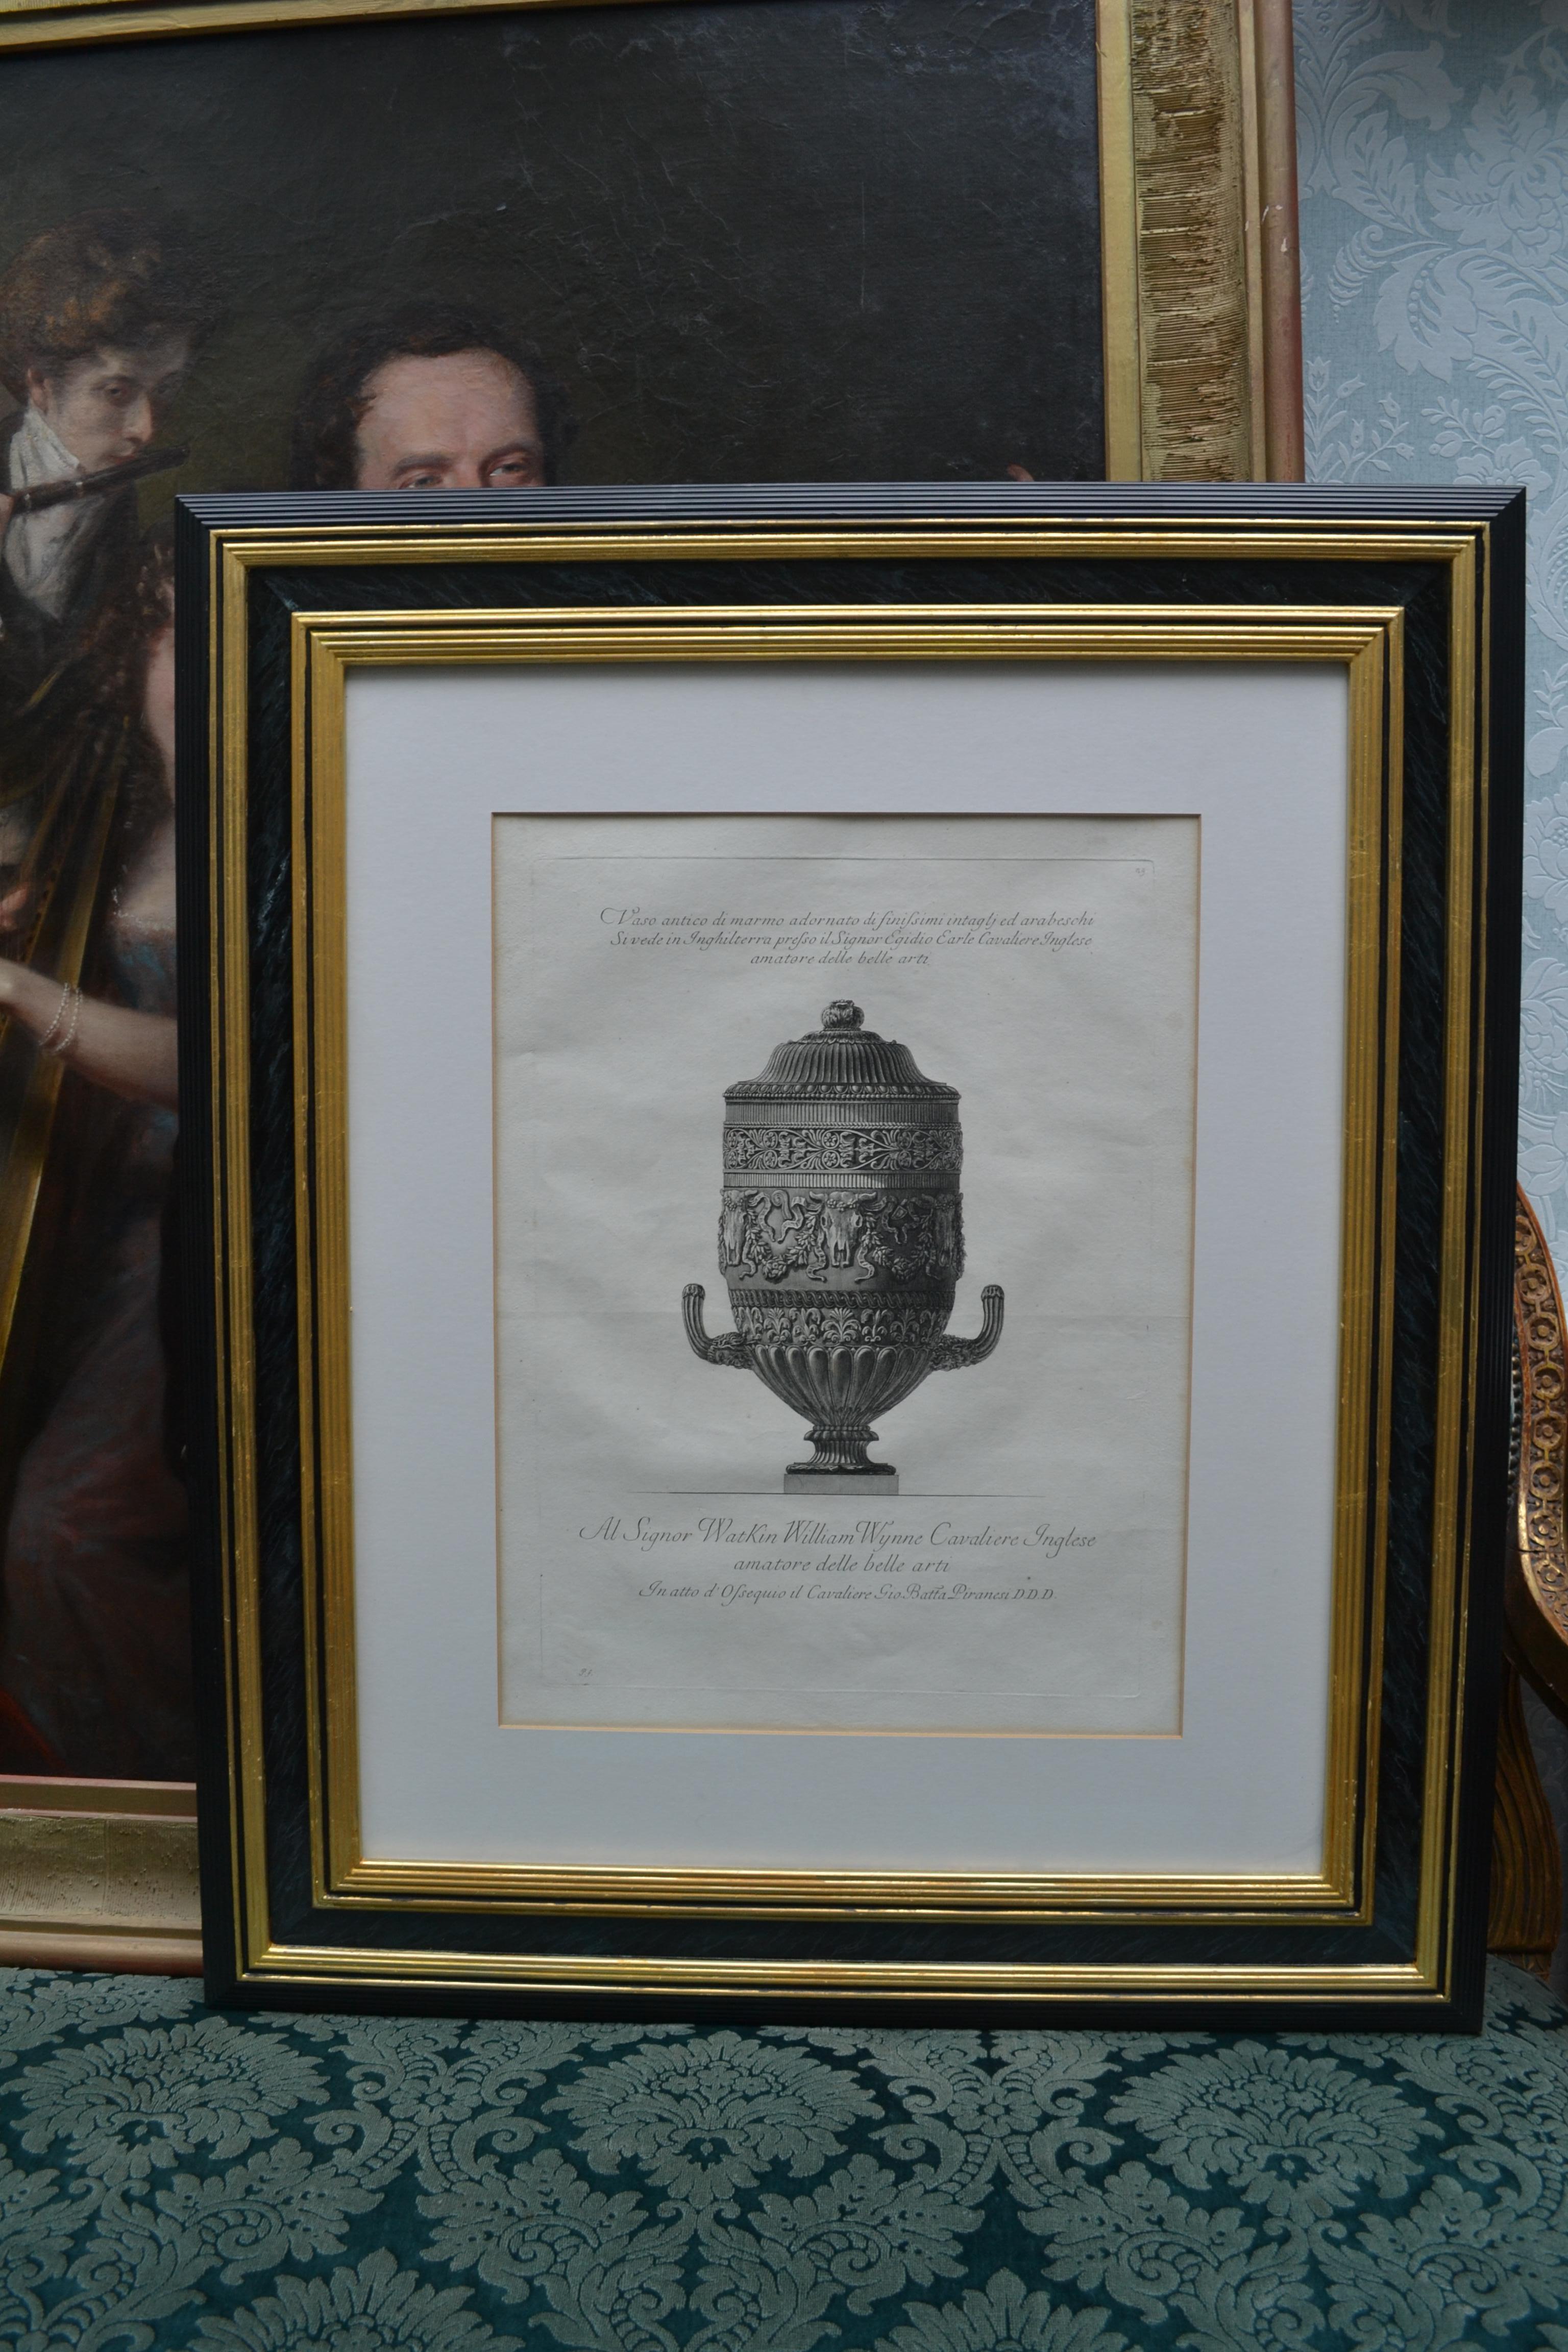 Vaso antico di marmo adornato di finiſsimi intaglj ed arabeschi
Si vede in Inghilterra preſso il Signor Egidio Earle Cavaliere Inglese
amatore delle belle arti
Al Signor Watkin William Wynne Cavaliere Inglese
amatore delle belle arti
In atto d'Oſsequio il Cavaliere Gio. Batta Piranesi D.D.D.